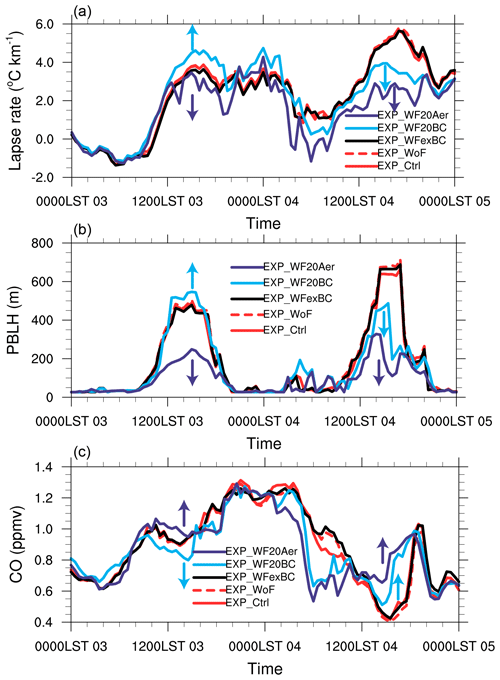 (a)
6.0
4.0
2.0
0.0
-2.0
Lapse rate (°C km⁻¹)
EXP_WF20Aer
EXP_WF20BC
EXP_WFexBC
EXP_WoF
EXP_Ctrl
0000LST 03 1200LST 03 0000LST 04 1200LST 04 0000LST 05
Time
(b)
800
600
400
200
0
PBLH (m)
EXP_WF20Aer
EXP_WF20BC
EXP_WFexBC
EXP_WoF
EXP_Ctrl
0000LST 03 1200LST 03 0000LST 04 1200LST 04 0000LST 05
Time
(c)
1.4
1.2
1.0
0.8
0.6
0.4
CO (ppmv)
EXP_WF20Aer
EXP_WF20BC
EXP_WFexBC
EXP_WoF
EXP_Ctrl
0000LST 03 1200LST 03 0000LST 04 1200LST 04 0000LST 05
Time